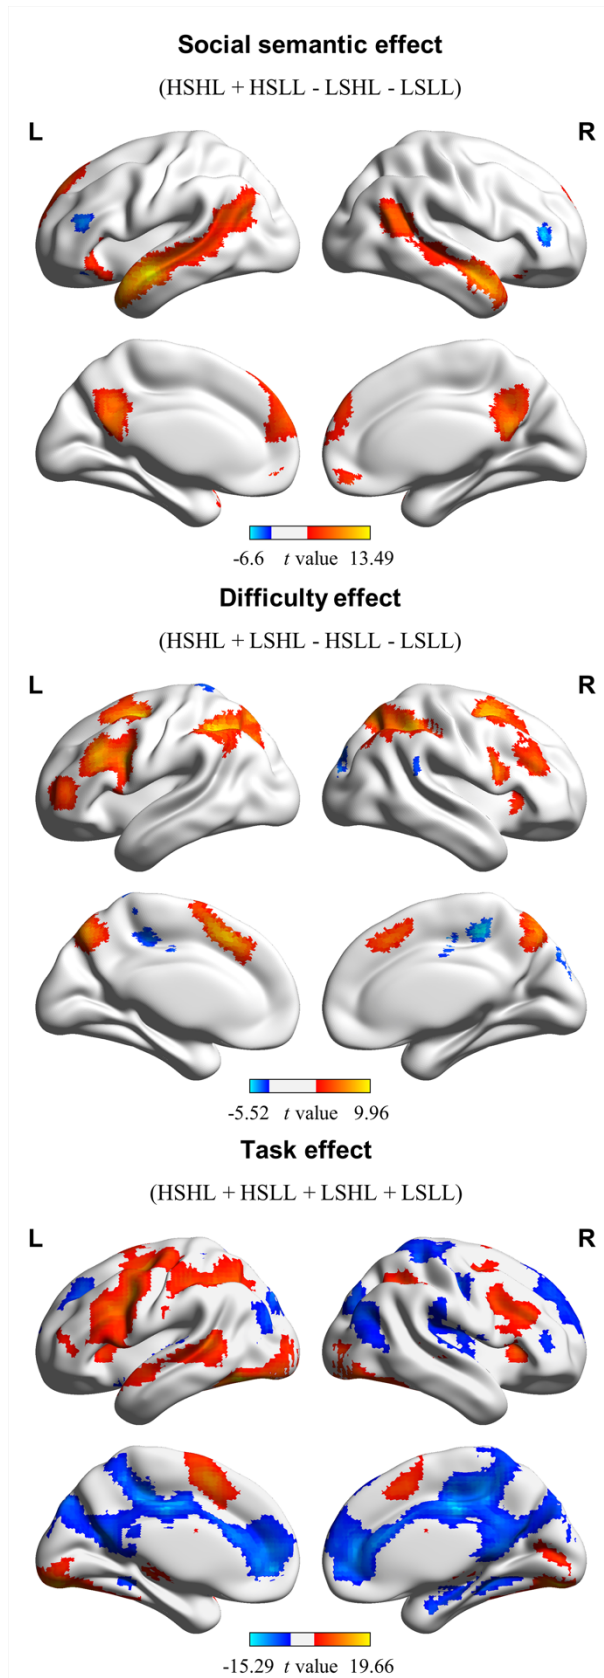 Social semantic effect
(HSHL + HSLL - LSHL - LSLL)
L R
-6.6 t value 13.49
Difficulty effect
(HSHL + LSHL - HSLL - LSLL)
L R
-5.52 t value 9.96
Task effect
(HSHL + HSLL + LSHL + LSLL)
L R
-15.29 t value 19.66